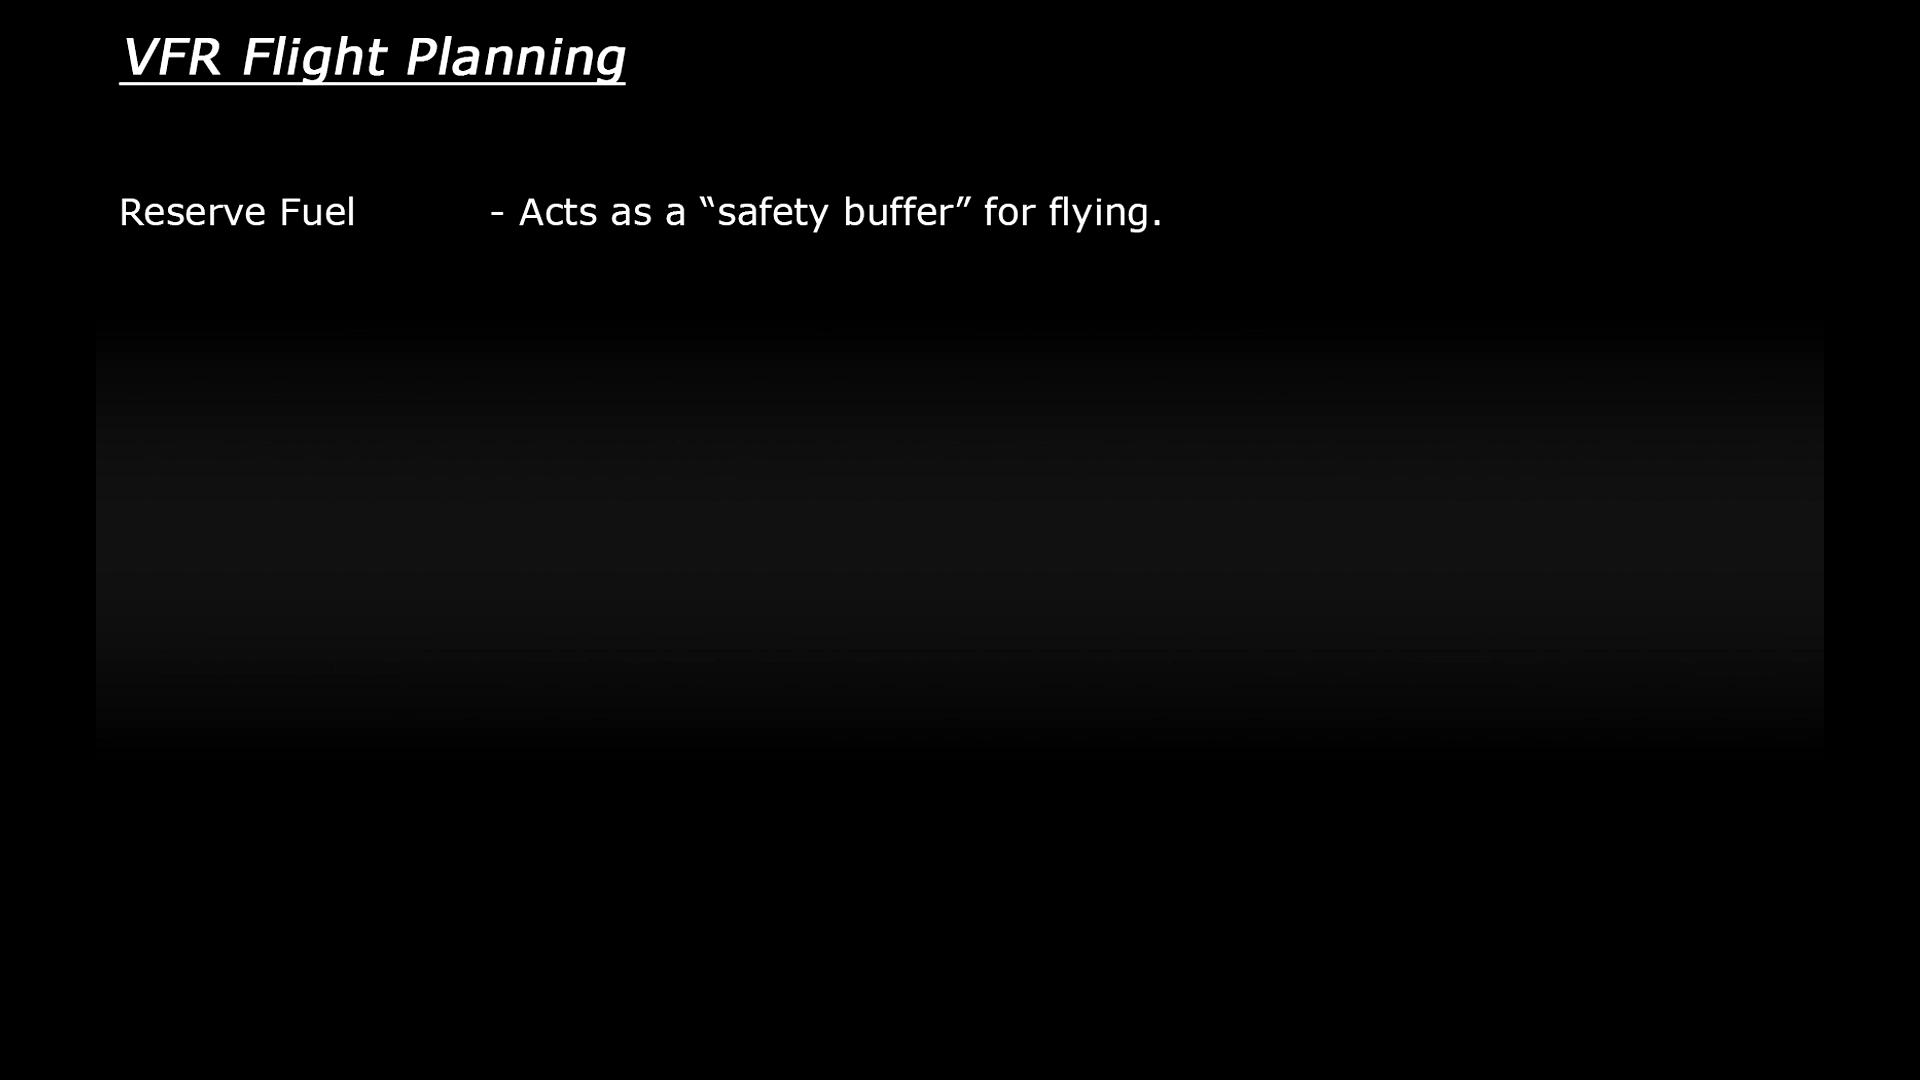 VFR Flight Planning
Reserve Fuel - Acts as a “safety buffer” for flying.